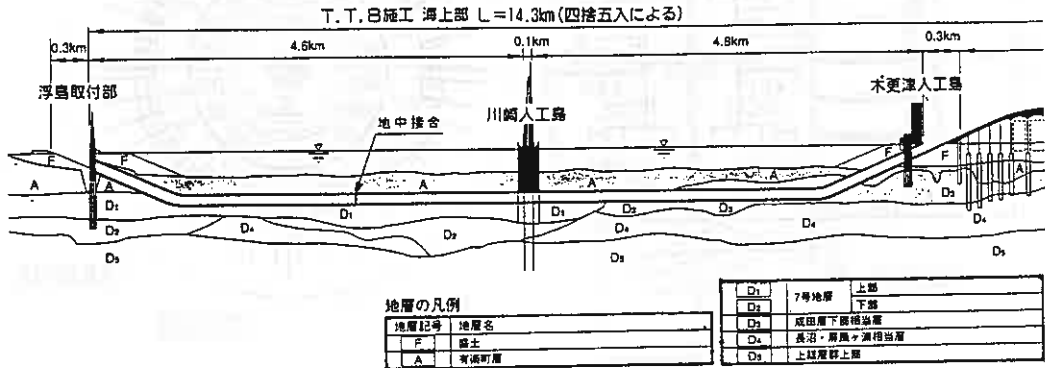 T.T.B施工 海上部 L=14.3km(四捨五入による)
0.3km 4.6km 0.1km 4.8km 0.3km
浮島取付部 川崎人工島 木更津人工島
地中接合
F F F F
A A A A A A
D1 D1 D1 D3 D3 D3
D2 D4 D2 D4 D4 D4
D5 D5 D5
地層の凡例
地層記号 地層名
F 盛土
A 有楽町層
D1 7号地層 上部
D2 下部
D3 成田層下部相当層
D4 長沼・屏風ヶ浦相当層
D5 上総層群上部